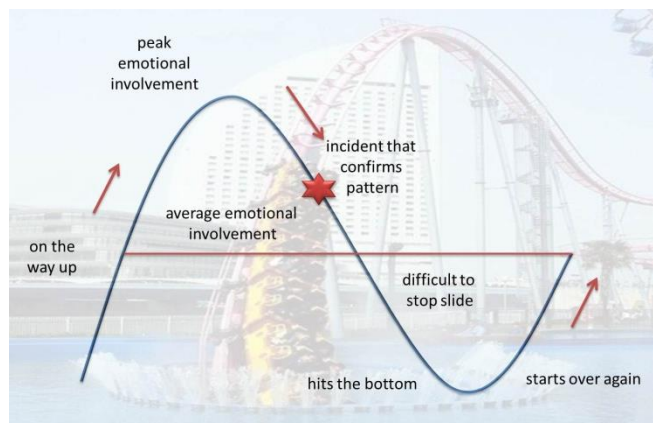 peak
emotional
involvement
incident that
confirms
pattern
average emotional
involvement
on the
way up
difficult to
stop slide
hits the bottom
starts over again